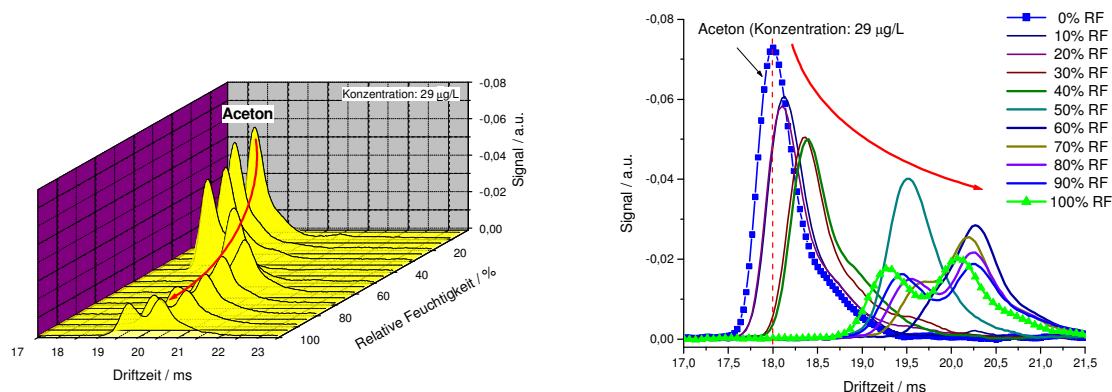 -0,08
Konzentration: 29 µg/L
Aceton
-0,06
-0,04
-0,02
0,00
Signal / a.u.
20
40
60
80
100
Relative Feuchtigkeit / %
17 18 19 20 21 22 23
Driftzeit / ms
-0,08
-0,06
-0,04
-0,02
0,00
Signal / a.u.
Aceton (Konzentration: 29 µg/L
0% RF
10% RF
20% RF
30% RF
40% RF
50% RF
60% RF
70% RF
80% RF
90% RF
100% RF
17,0 17,5 18,0 18,5 19,0 19,5 20,0 20,5 21,0 21,5
Driftzeit / ms